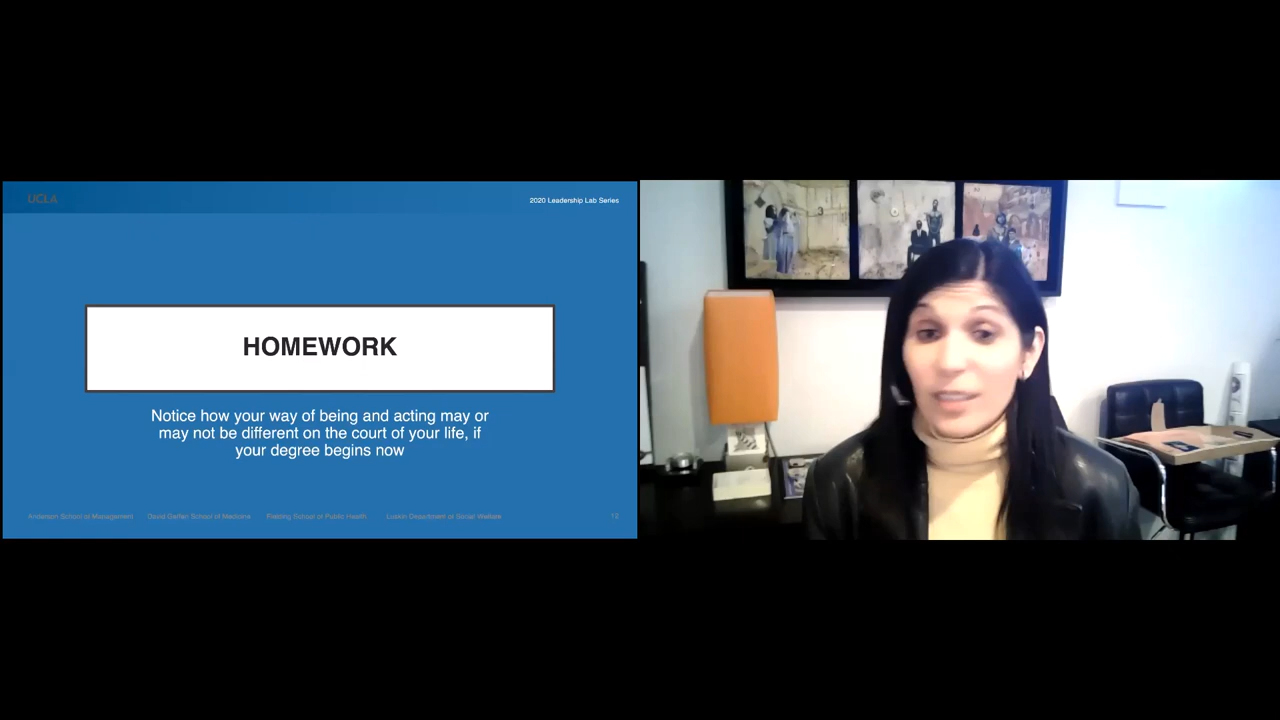 UCLA
2020 Leadership Lab Series
HOMEWORK
Notice how your way of being and acting may or
may not be different on the court of your life, if
your degree begins now
Anderson School of Management David Geffen School of Medicine Fielding School of Public Health Luskin Department of Social Welfare